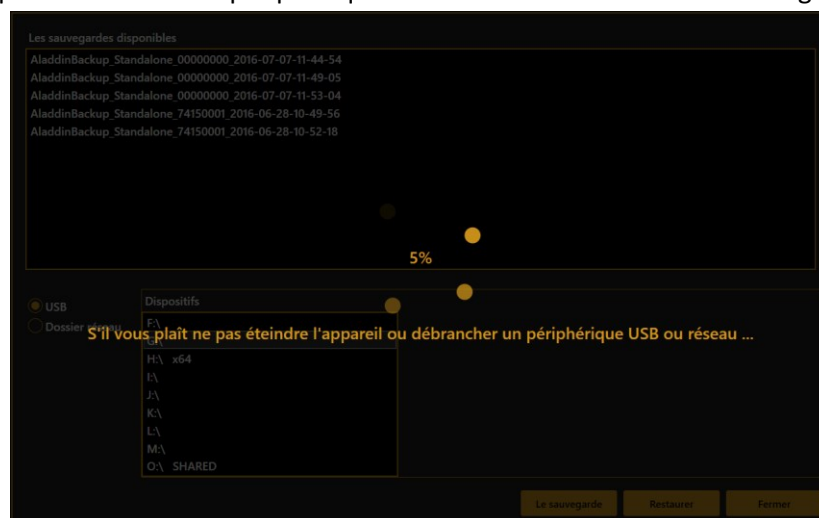 Les sauvegardes disponibles
AladdinBackup_Standalone_00000000_2016-07-07-11-44-54
AladdinBackup_Standalone_00000000_2016-07-07-11-49-05
AladdinBackup_Standalone_00000000_2016-07-07-11-53-04
AladdinBackup_Standalone_74150001_2016-06-28-10-49-56
AladdinBackup_Standalone_74150001_2016-06-28-10-52-18
5%
USB
Dossier réseau
Dispositifs
F:\
S'il vous plaît ne pas éteindre l'appareil ou débrancher un périphérique USB ou réseau ...
G:\
H:\ x64
I:\
J:\
K:\
L:\
M:\
O:\ SHARED
Le sauvegarde
Restaurer
Fermer